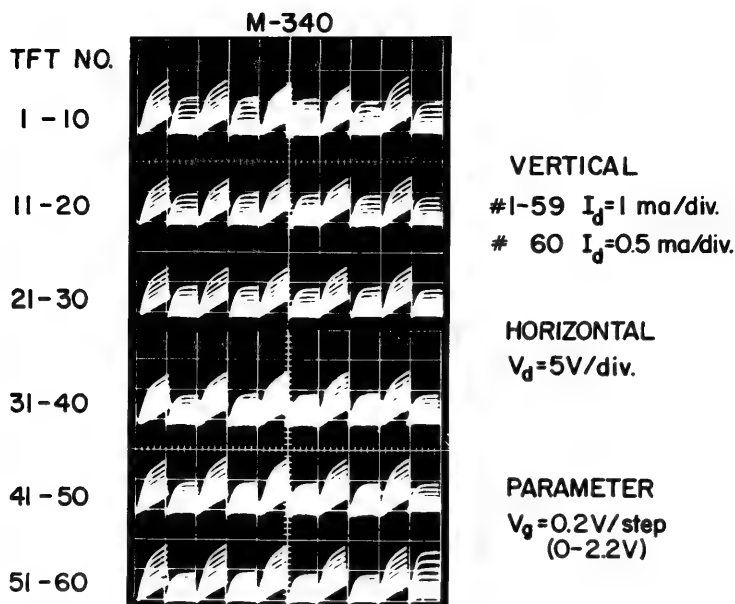 M-340
TFT NO.
1-10
11-20
21-30
31-40
41-50
51-60
VERTICAL
#1-59 Id=1 ma/div.
# 60 Id=0.5 ma/div.
HORIZONTAL
Vd=5V/div.
PARAMETER
Vg=0.2V/step
(0-2.2V)